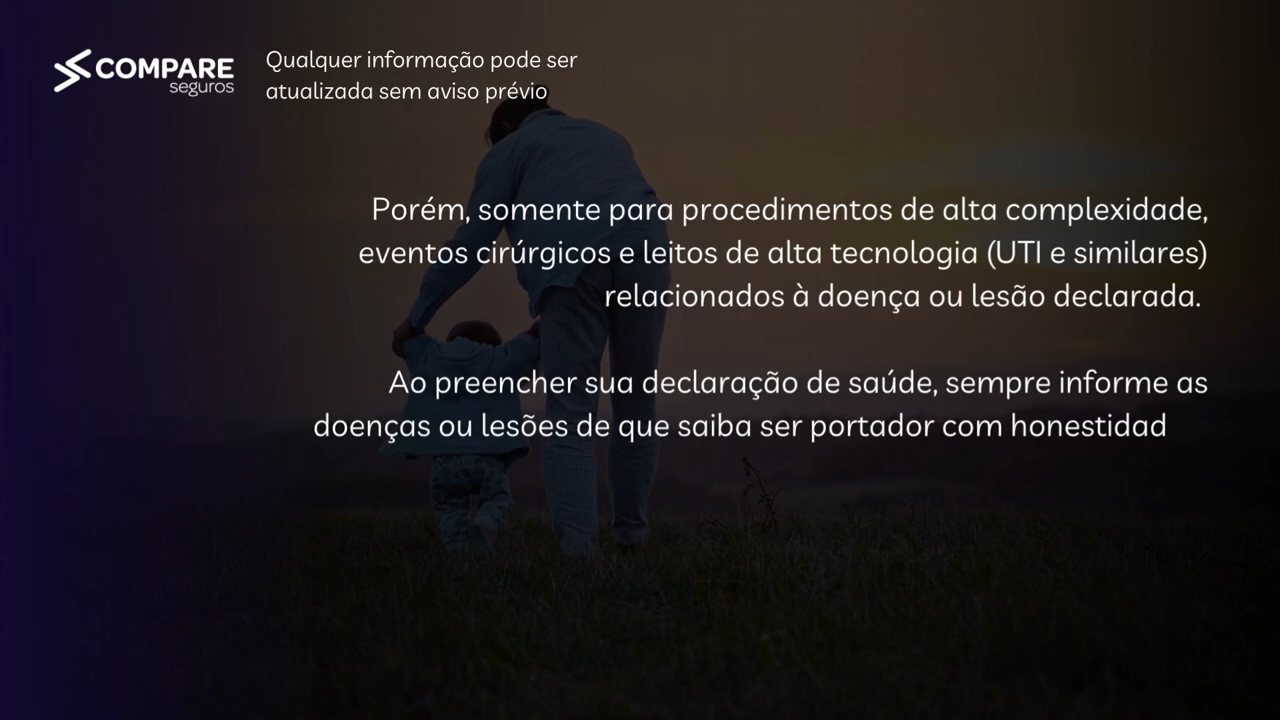 COMPARE
seguros
Qualquer informação pode ser
atualizada sem aviso prévio
Porém, somente para procedimentos de alta complexidade,
eventos cirúrgicos e leitos de alta tecnologia (UTI e similares)
relacionados à doença ou lesão declarada.
Ao preencher sua declaração de saúde, sempre informe as
doenças ou lesões de que saiba ser portador com honestidad